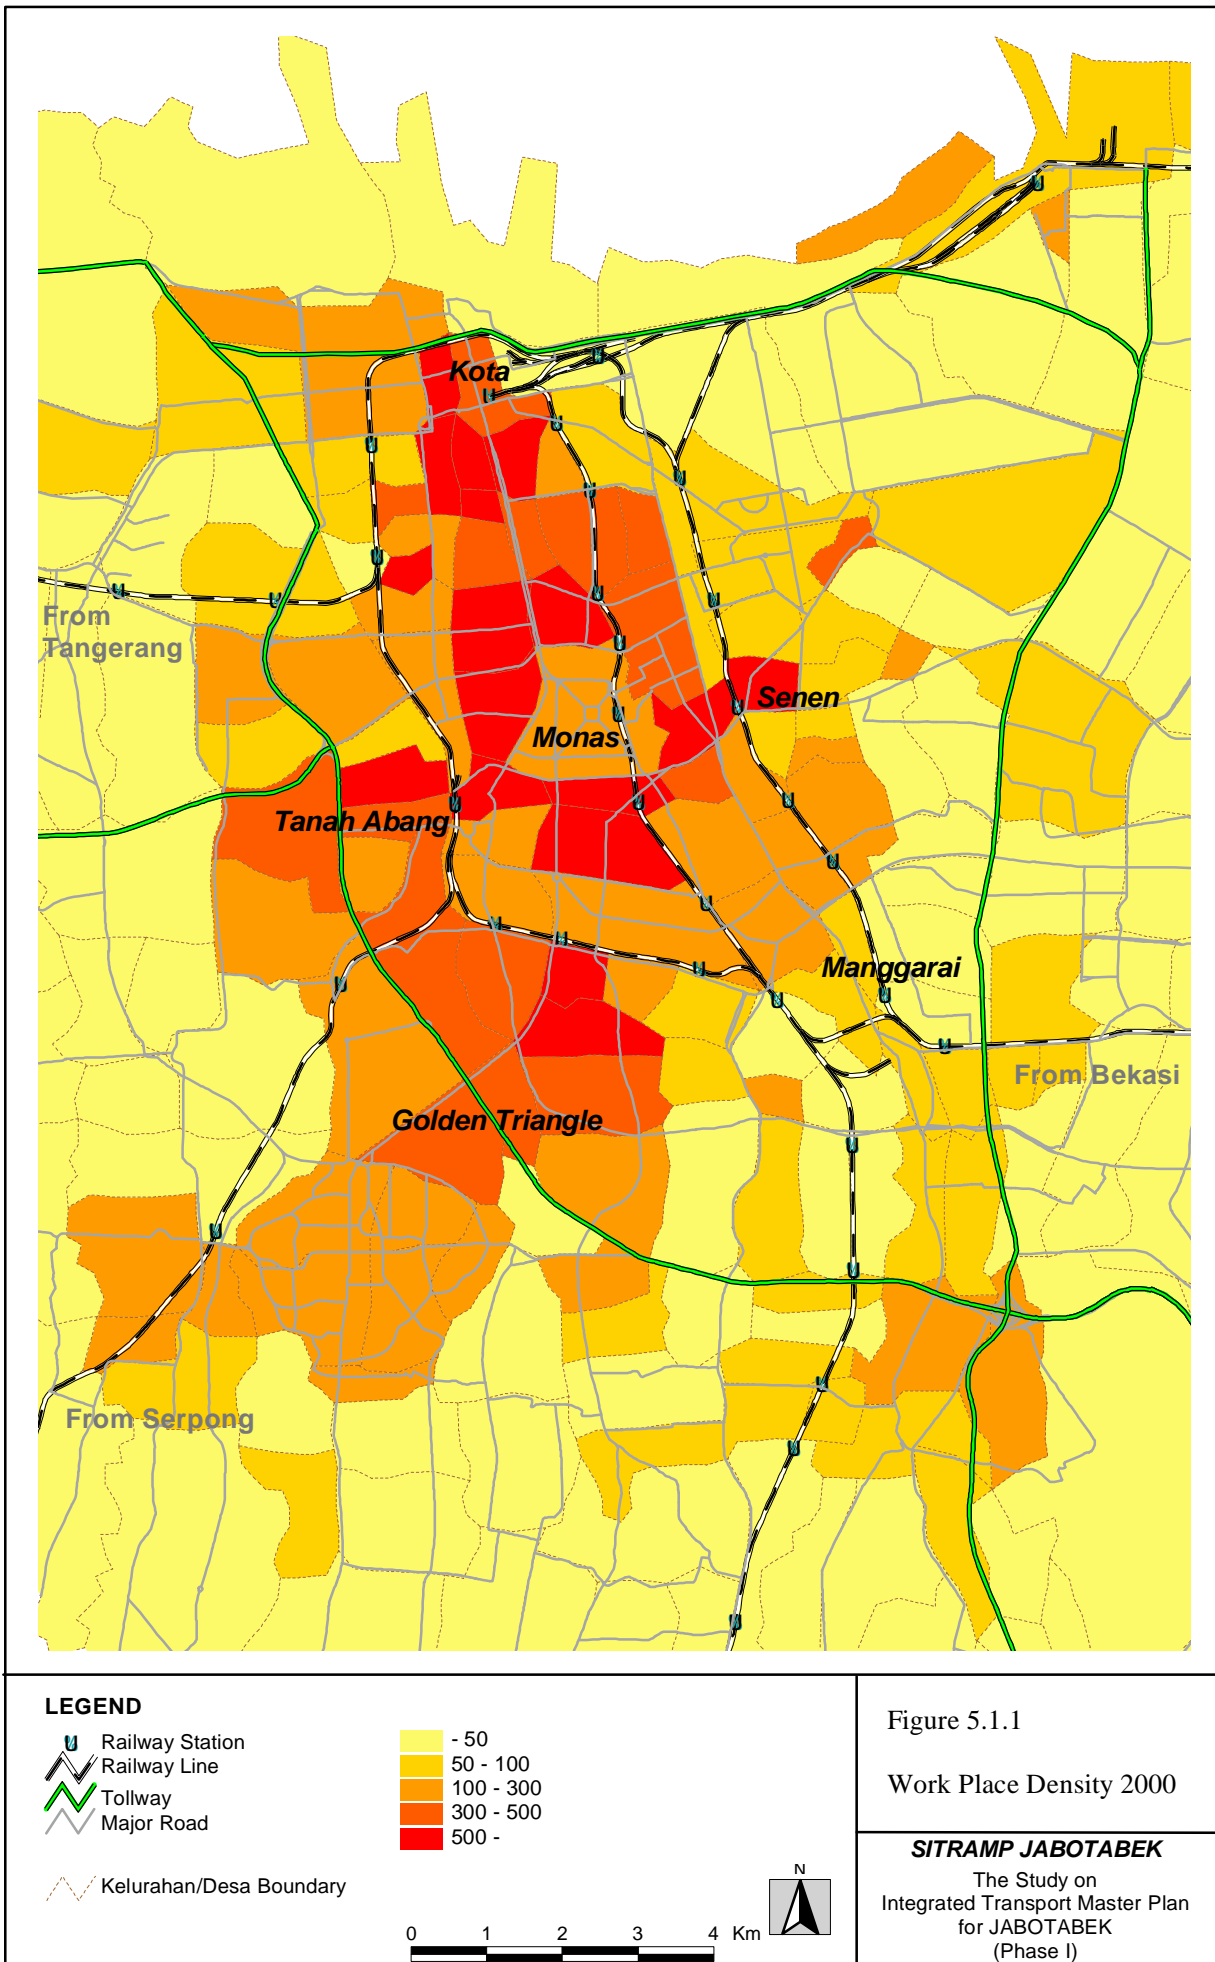 Kota
From
Tangerang
Senen
Monas
Tanah Abang
Manggarai
From Bekasi
Golden Triangle
From Serpong
LEGEND
Railway Station
Railway Line
Tollway
Major Road
Kelurahan/Desa Boundary
- 50
50 - 100
100 - 300
300 - 500
500 -
N
0 1 2 3 4 Km
Figure 5.1.1
Work Place Density 2000
SITRAMP JABOTABEK
The Study on
Integrated Transport Master Plan
for JABOTABEK
(Phase I)